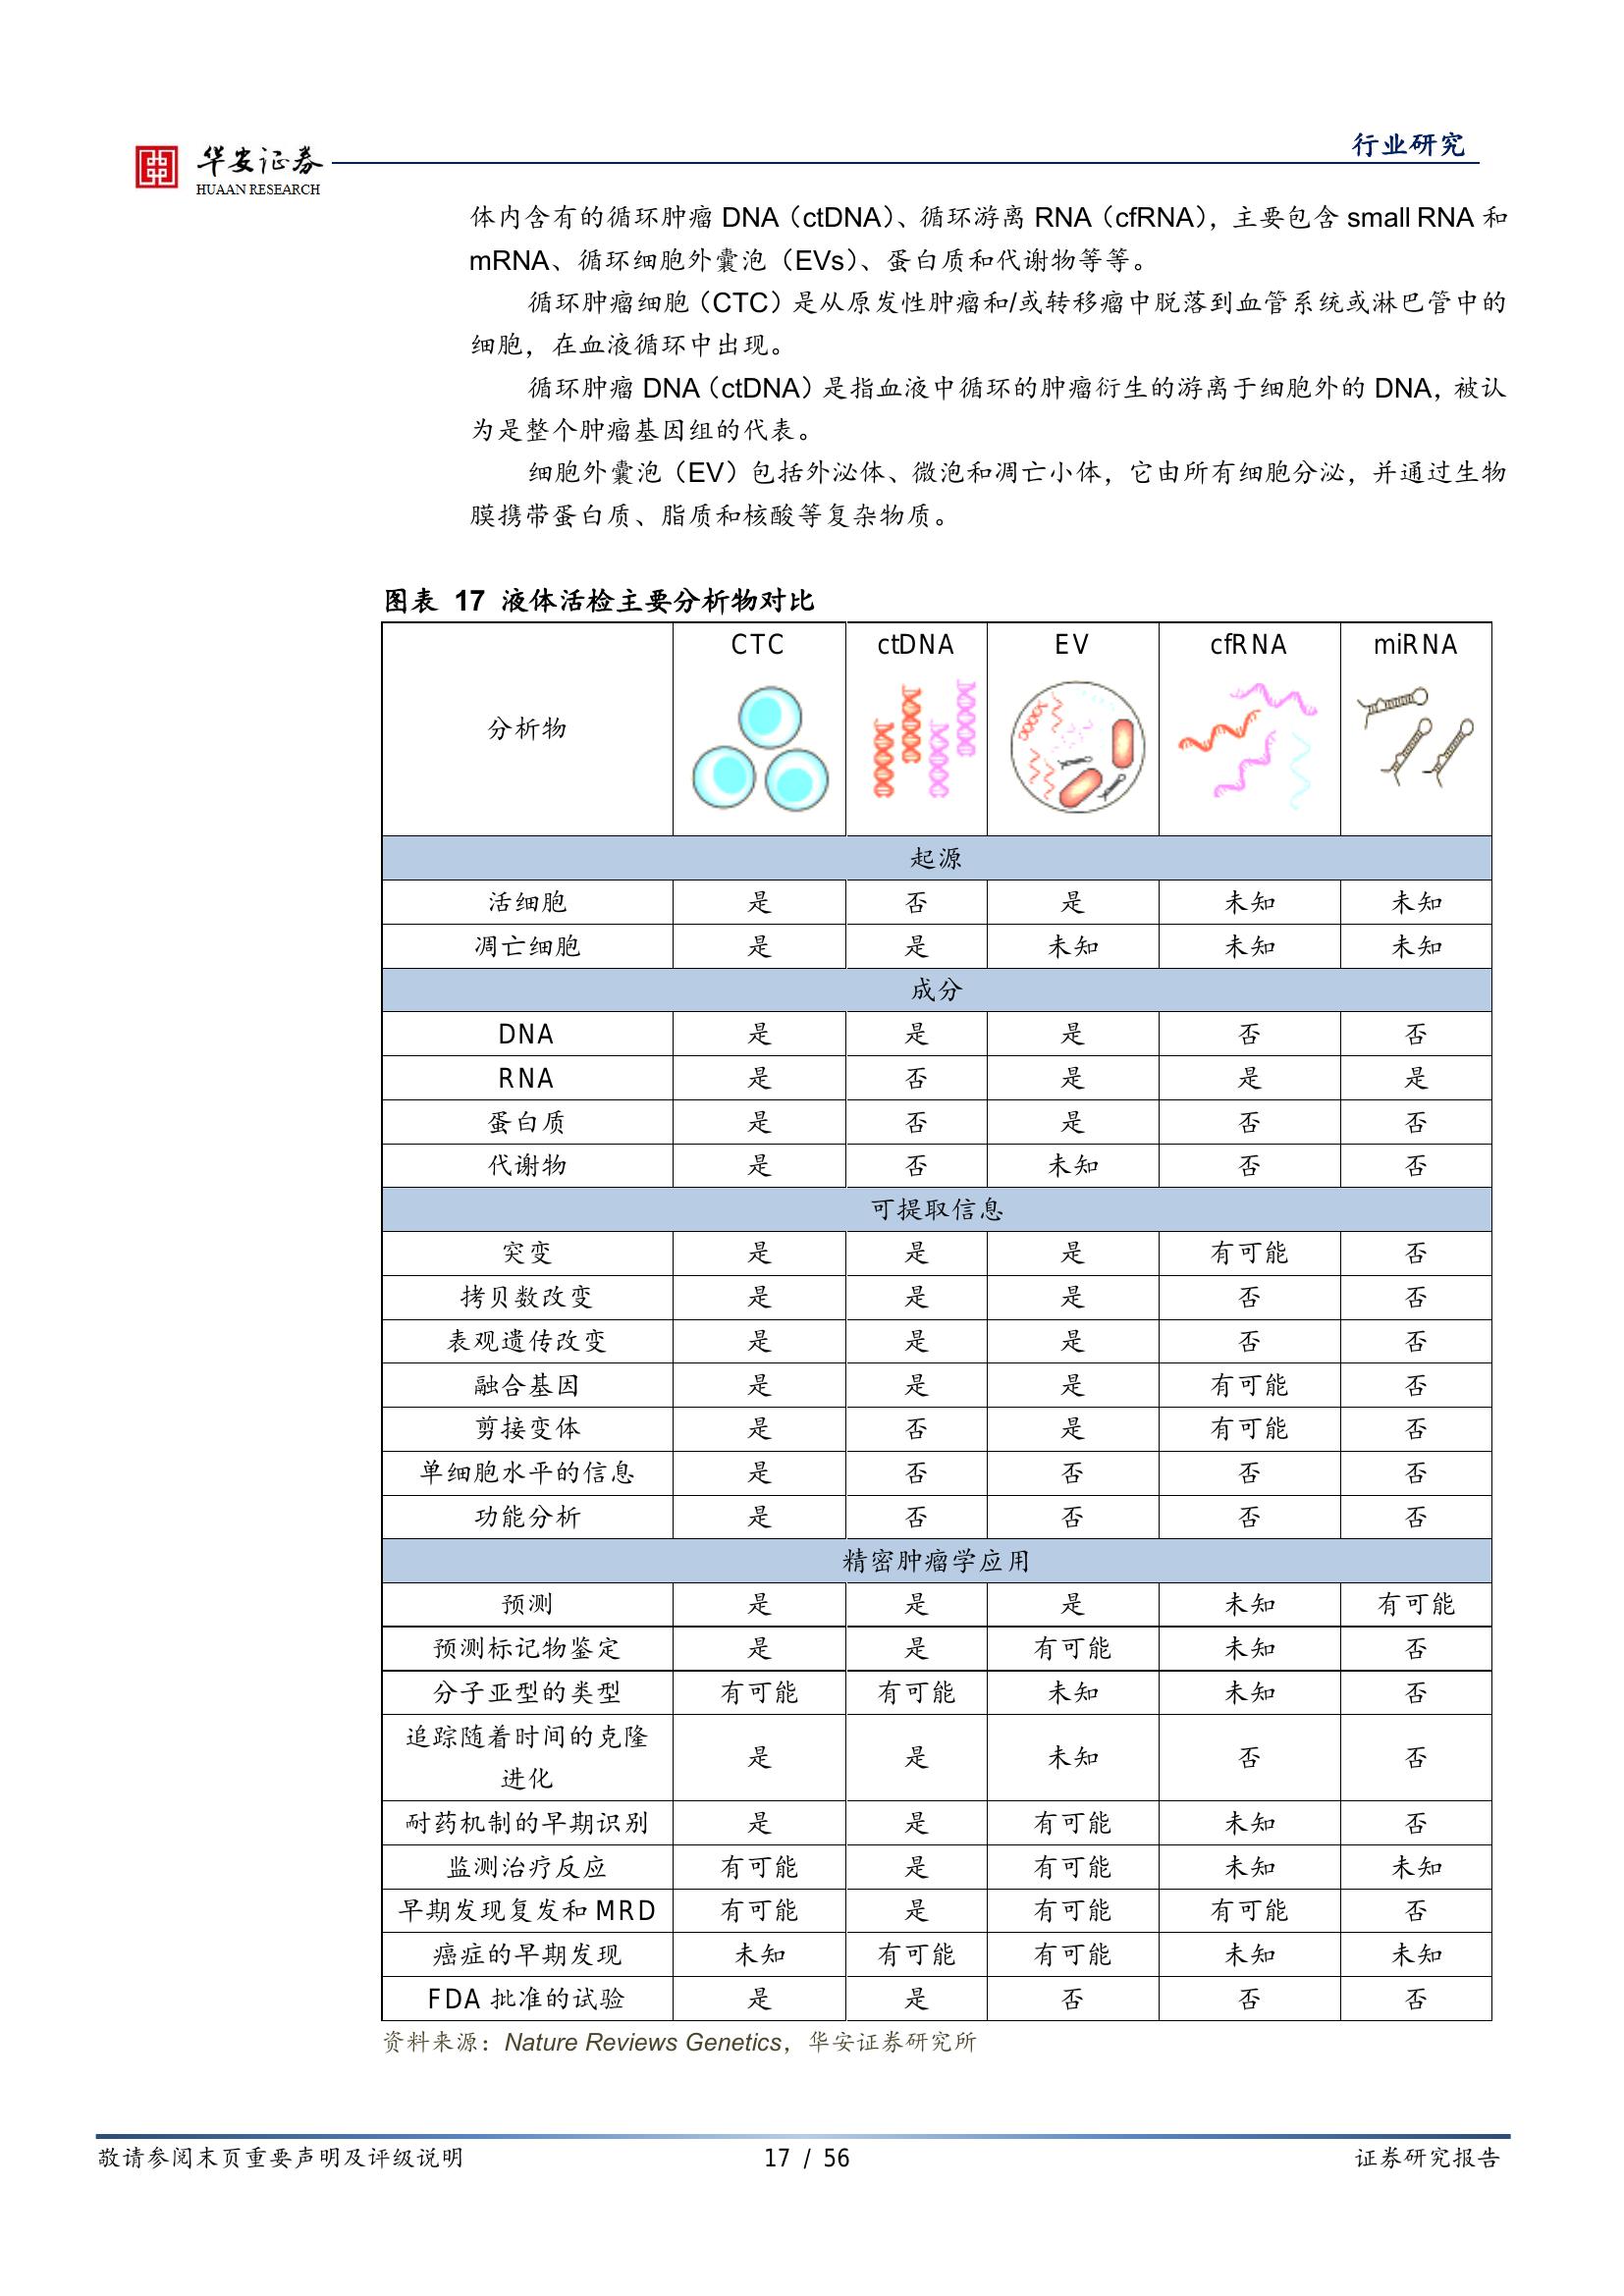 华安证券
HUAAN RESEARCH
行业研究
体内含有的循环肿瘤 DNA（ctDNA）、循环游离 RNA（cfRNA），主要包含 small RNA 和
mRNA、循环细胞外囊泡（EVs）、蛋白质和代谢物等等。
循环肿瘤细胞（CTC）是从原发性肿瘤和/或转移瘤中脱落到血管系统或淋巴管中的
细胞，在血液循环中出现。
循环肿瘤 DNA（ctDNA）是指血液中循环的肿瘤衍生的游离于细胞外的 DNA，被认
为是整个肿瘤基因组的代表。
细胞外囊泡（EV）包括外泌体、微泡和凋亡小体，它由所有细胞分泌，并通过生物
膜携带蛋白质、脂质和核酸等复杂物质。
图表 17 液体活检主要分析物对比
分析物 CTC ctDNA EV cfRNA miRNA
起源
活细胞 是 否 是 未知 未知
凋亡细胞 是 是 未知 未知 未知
成分
DNA 是 是 是 否 否
RNA 是 否 是 是 是
蛋白质 是 否 是 否 否
代谢物 是 否 未知 否 否
可提取信息
突变 是 是 是 有可能 否
拷贝数改变 是 是 是 否 否
表观遗传改变 是 是 是 否 否
融合基因 是 是 是 有可能 否
剪接变体 是 否 是 有可能 否
单细胞水平的信息 是 否 否 否 否
功能分析 是 否 否 否 否
精密肿瘤学应用
预测 是 是 是 未知 有可能
预测标记物鉴定 是 是 有可能 未知 否
分子亚型的类型 有可能 有可能 未知 未知 否
追踪随着时间的克隆
进化 是 是 未知 否 否
耐药机制的早期识别 是 是 有可能 未知 否
监测治疗反应 有可能 是 有可能 未知 未知
早期发现复发和 MRD 有可能 是 有可能 有可能 否
癌症的早期发现 未知 有可能 有可能 未知 未知
FDA 批准的试验 是 是 否 否 否
资料来源：Nature Reviews Genetics，华安证券研究所
敬请参阅末页重要声明及评级说明 17 / 56 证券研究报告